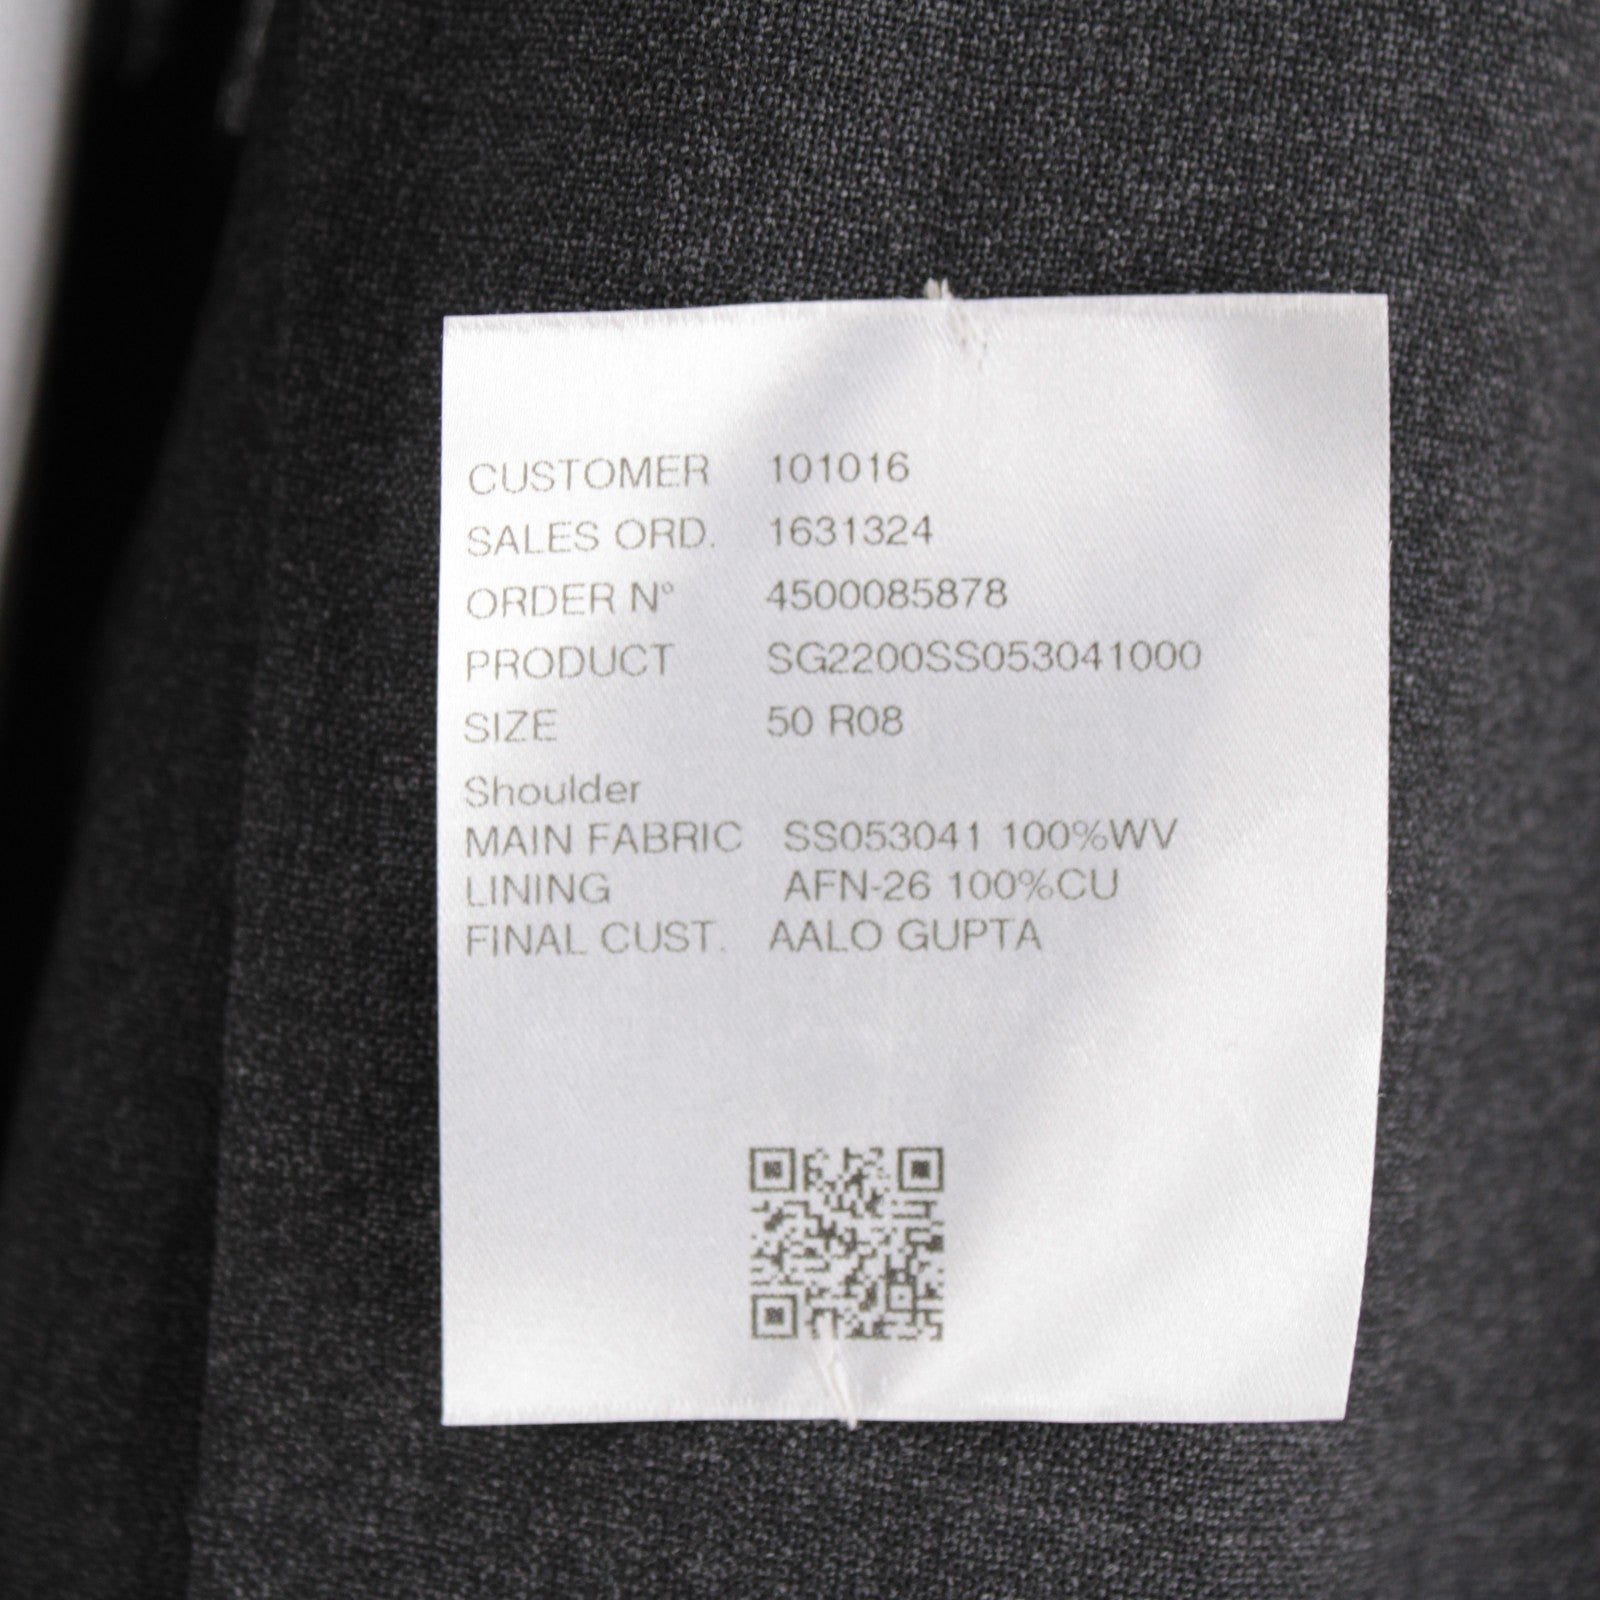 CUSTOMER 101016
SALES ORD. 1631324
ORDER N° 4500085878
PRODUCT SG2200SS053041000
SIZE 50 R08
Shoulder
MAIN FABRIC SS053041 100%WV
LINING AFN-26 100%CU
FINAL CUST. AALO GUPTA